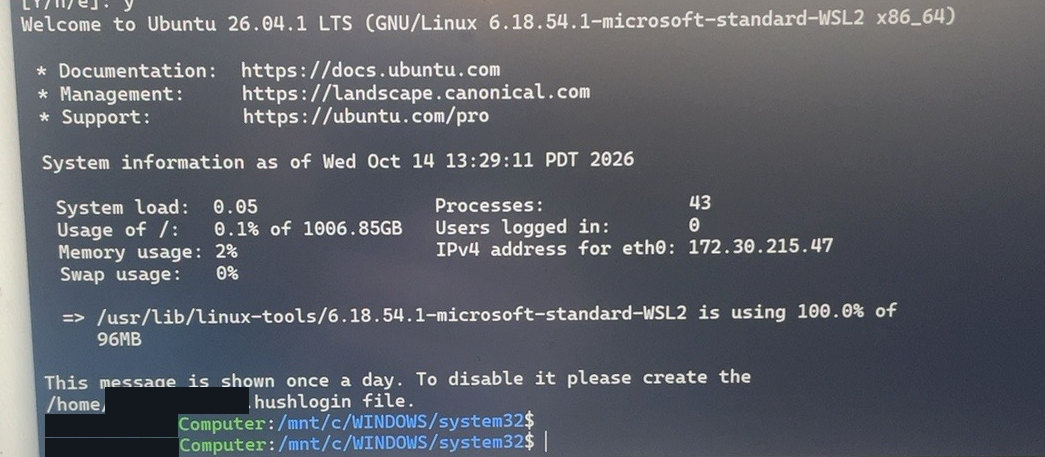 [Y/n/e]: y
Welcome to Ubuntu 26.04.1 LTS (GNU/Linux 6.18.54.1-microsoft-standard-WSL2 x86_64)
* Documentation: https://docs.ubuntu.com
* Management: https://landscape.canonical.com
* Support: https://ubuntu.com/pro
System information as of Wed Oct 14 13:29:11 PDT 2026
System load: 0.05 Processes: 43
Usage of /: 0.1% of 1006.85GB Users logged in: 0
Memory usage: 2% IPv4 address for eth0: 172.30.215.47
Swap usage: 0%
=> /usr/lib/linux-tools/6.18.54.1-microsoft-standard-WSL2 is using 100.0% of
96MB
This message is shown once a day. To disable it please create the
/home/ .hushlogin file.
Computer:/mnt/c/WINDOWS/system32$
Computer:/mnt/c/WINDOWS/system32$